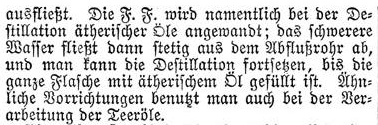 ausfließt. Die F. F. wird namentlich bei der De-
stillation ätherischer Öle angewandt; das schwerere
Wasser fließt dann stetig aus dem Abflußrohr ab,
und man kann die Destillation fortsetzen, bis die
ganze Flasche mit ätherischem Öl gefüllt ist. Ähn-
liche Vorrichtungen benutzt man auch bei der Ver-
arbeitung der Teeröle.